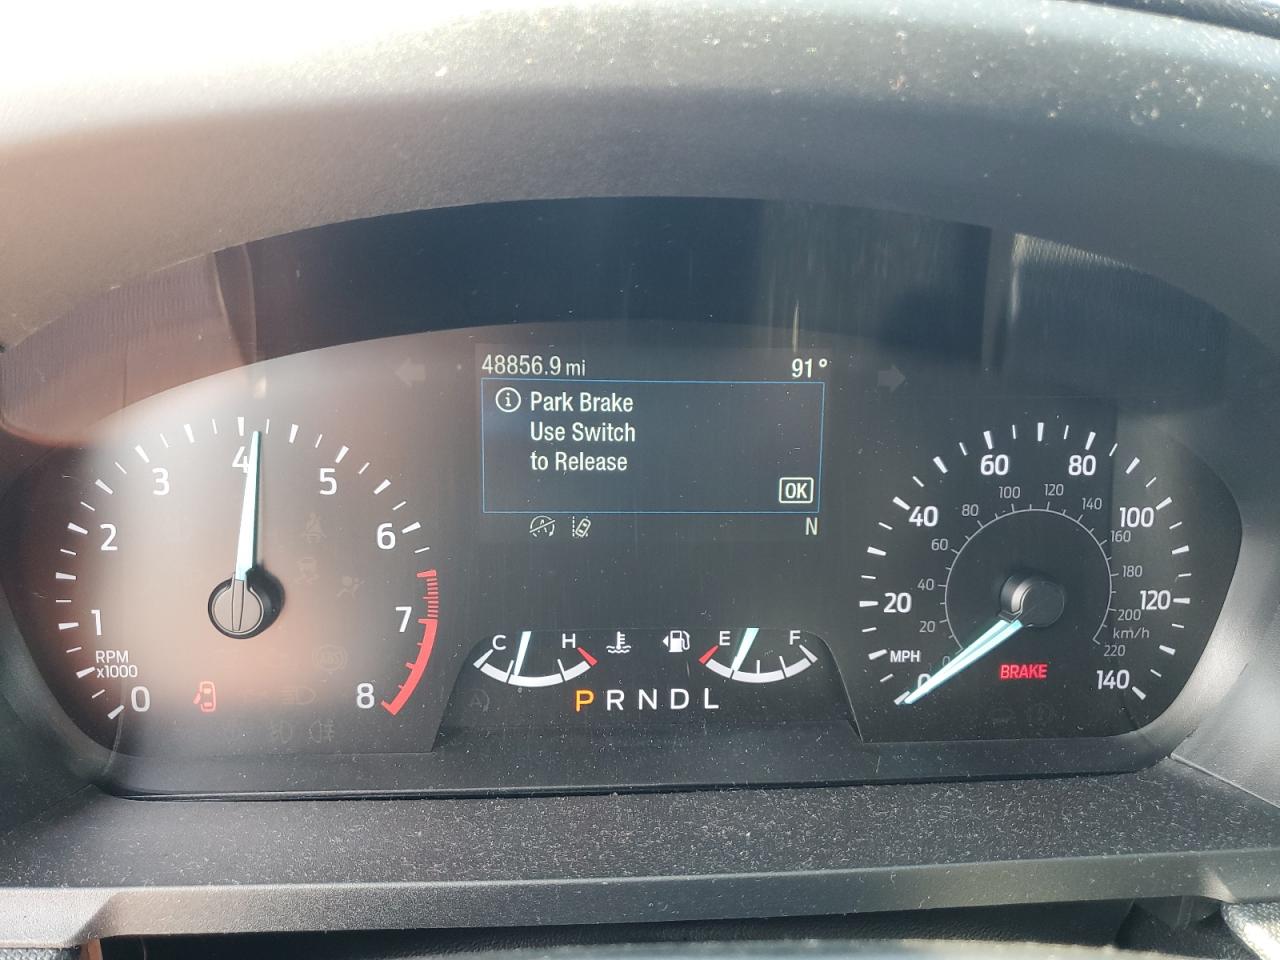 48856.9 mi 91°
Park Brake
Use Switch
to Release
OK
N
0 1 2 3 4 5 6 7 8
RPM
x1000
C H
E F
P R N D L
0 20 40 60 80 100 120 140
MPH
0 20 40 60 80 100 120 140 160 180 200 220
km/h
BRAKE
(ABS)
A